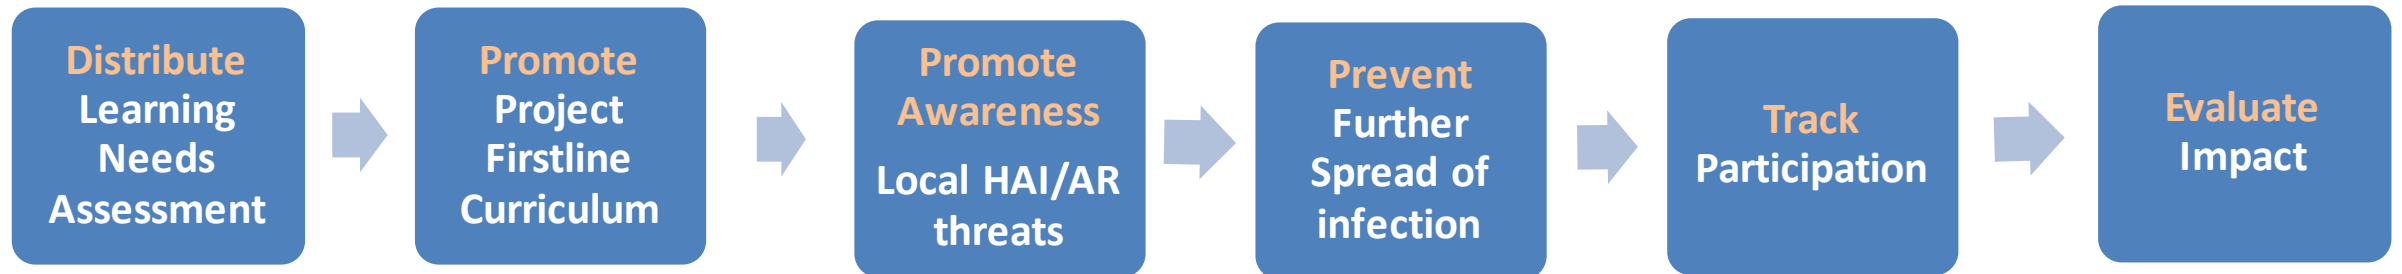 Distribute
Learning
Needs
Assessment
Promote
Project
Firstline
Curriculum
Promote
Awareness
Local HAI/AR
threats
Prevent
Further
Spread of
infection
Track
Participation
Evaluate
Impact